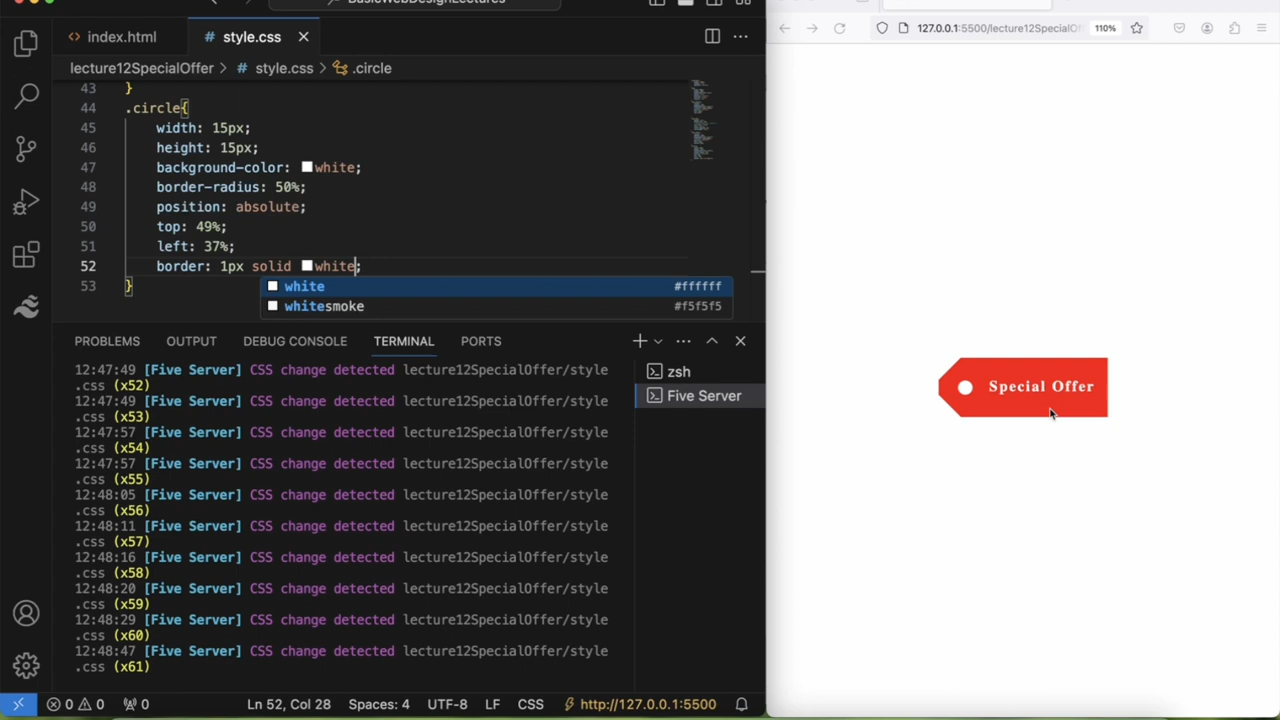 index.html
style.css
127.0.0.1:5500/lecture12SpecialOf
110%
lecture12SpecialOffer > # style.css > .circle
43 }
44 .circle{
45 width: 15px;
46 height: 15px;
47 background-color: white;
48 border-radius: 50%;
49 position: absolute;
50 top: 49%;
51 left: 37%;
52 border: 1px solid white;
53 }
white #ffffff
whitesmoke #f5f5f5
Special Offer
PROBLEMS OUTPUT DEBUG CONSOLE TERMINAL PORTS
12:47:49 [Five Server] CSS change detected lecture12SpecialOffer/style
.css (x52)
12:47:49 [Five Server] CSS change detected lecture12SpecialOffer/style
.css (x53)
12:47:57 [Five Server] CSS change detected lecture12SpecialOffer/style
.css (x54)
12:47:57 [Five Server] CSS change detected lecture12SpecialOffer/style
.css (x55)
12:48:05 [Five Server] CSS change detected lecture12SpecialOffer/style
.css (x56)
12:48:11 [Five Server] CSS change detected lecture12SpecialOffer/style
.css (x57)
12:48:16 [Five Server] CSS change detected lecture12SpecialOffer/style
.css (x58)
12:48:20 [Five Server] CSS change detected lecture12SpecialOffer/style
.css (x59)
12:48:29 [Five Server] CSS change detected lecture12SpecialOffer/style
.css (x60)
12:48:47 [Five Server] CSS change detected lecture12SpecialOffer/style
.css (x61)
zsh
Five Server
0 0 0 Ln 52, Col 28 Spaces: 4 UTF-8 LF CSS http://127.0.0.1:5500